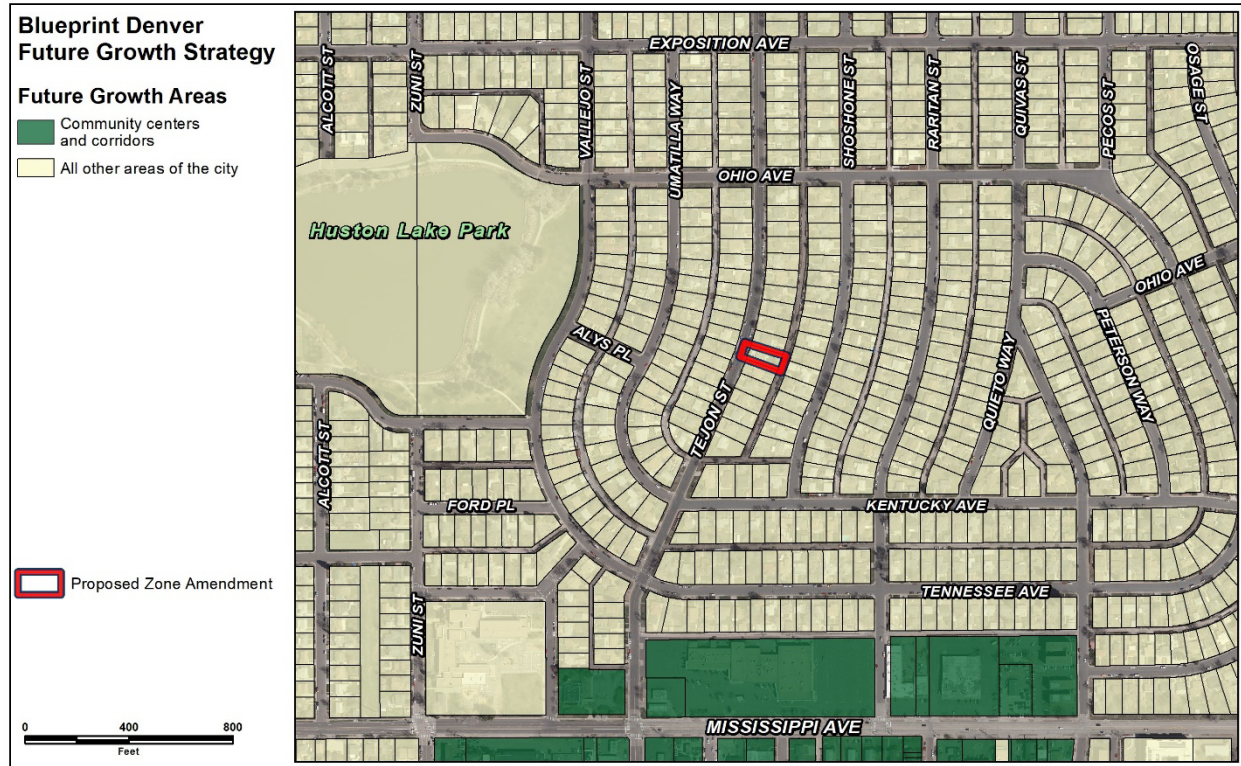 Blueprint Denver
Future Growth Strategy
Future Growth Areas
Community centers
and corridors
All other areas of the city
Proposed Zone Amendment
0 400 800
Feet
EXPOSITION AVE
ALCOTT ST
ZUNI ST
VALLEJO ST
UMATILLA WAY
SHOSHONE ST
RARITAN ST
QUIVAS ST
PECOS ST
OSAGE ST
OHIO AVE
Huston Lake Park
OHIO AVE
ALYS PL
TEJON ST
QUIETO WAY
PETERSON WAY
ALCOTT ST
FORD PL
KENTUCKY AVE
TENNESSEE AVE
ZUNI ST
MISSISSIPPI AVE